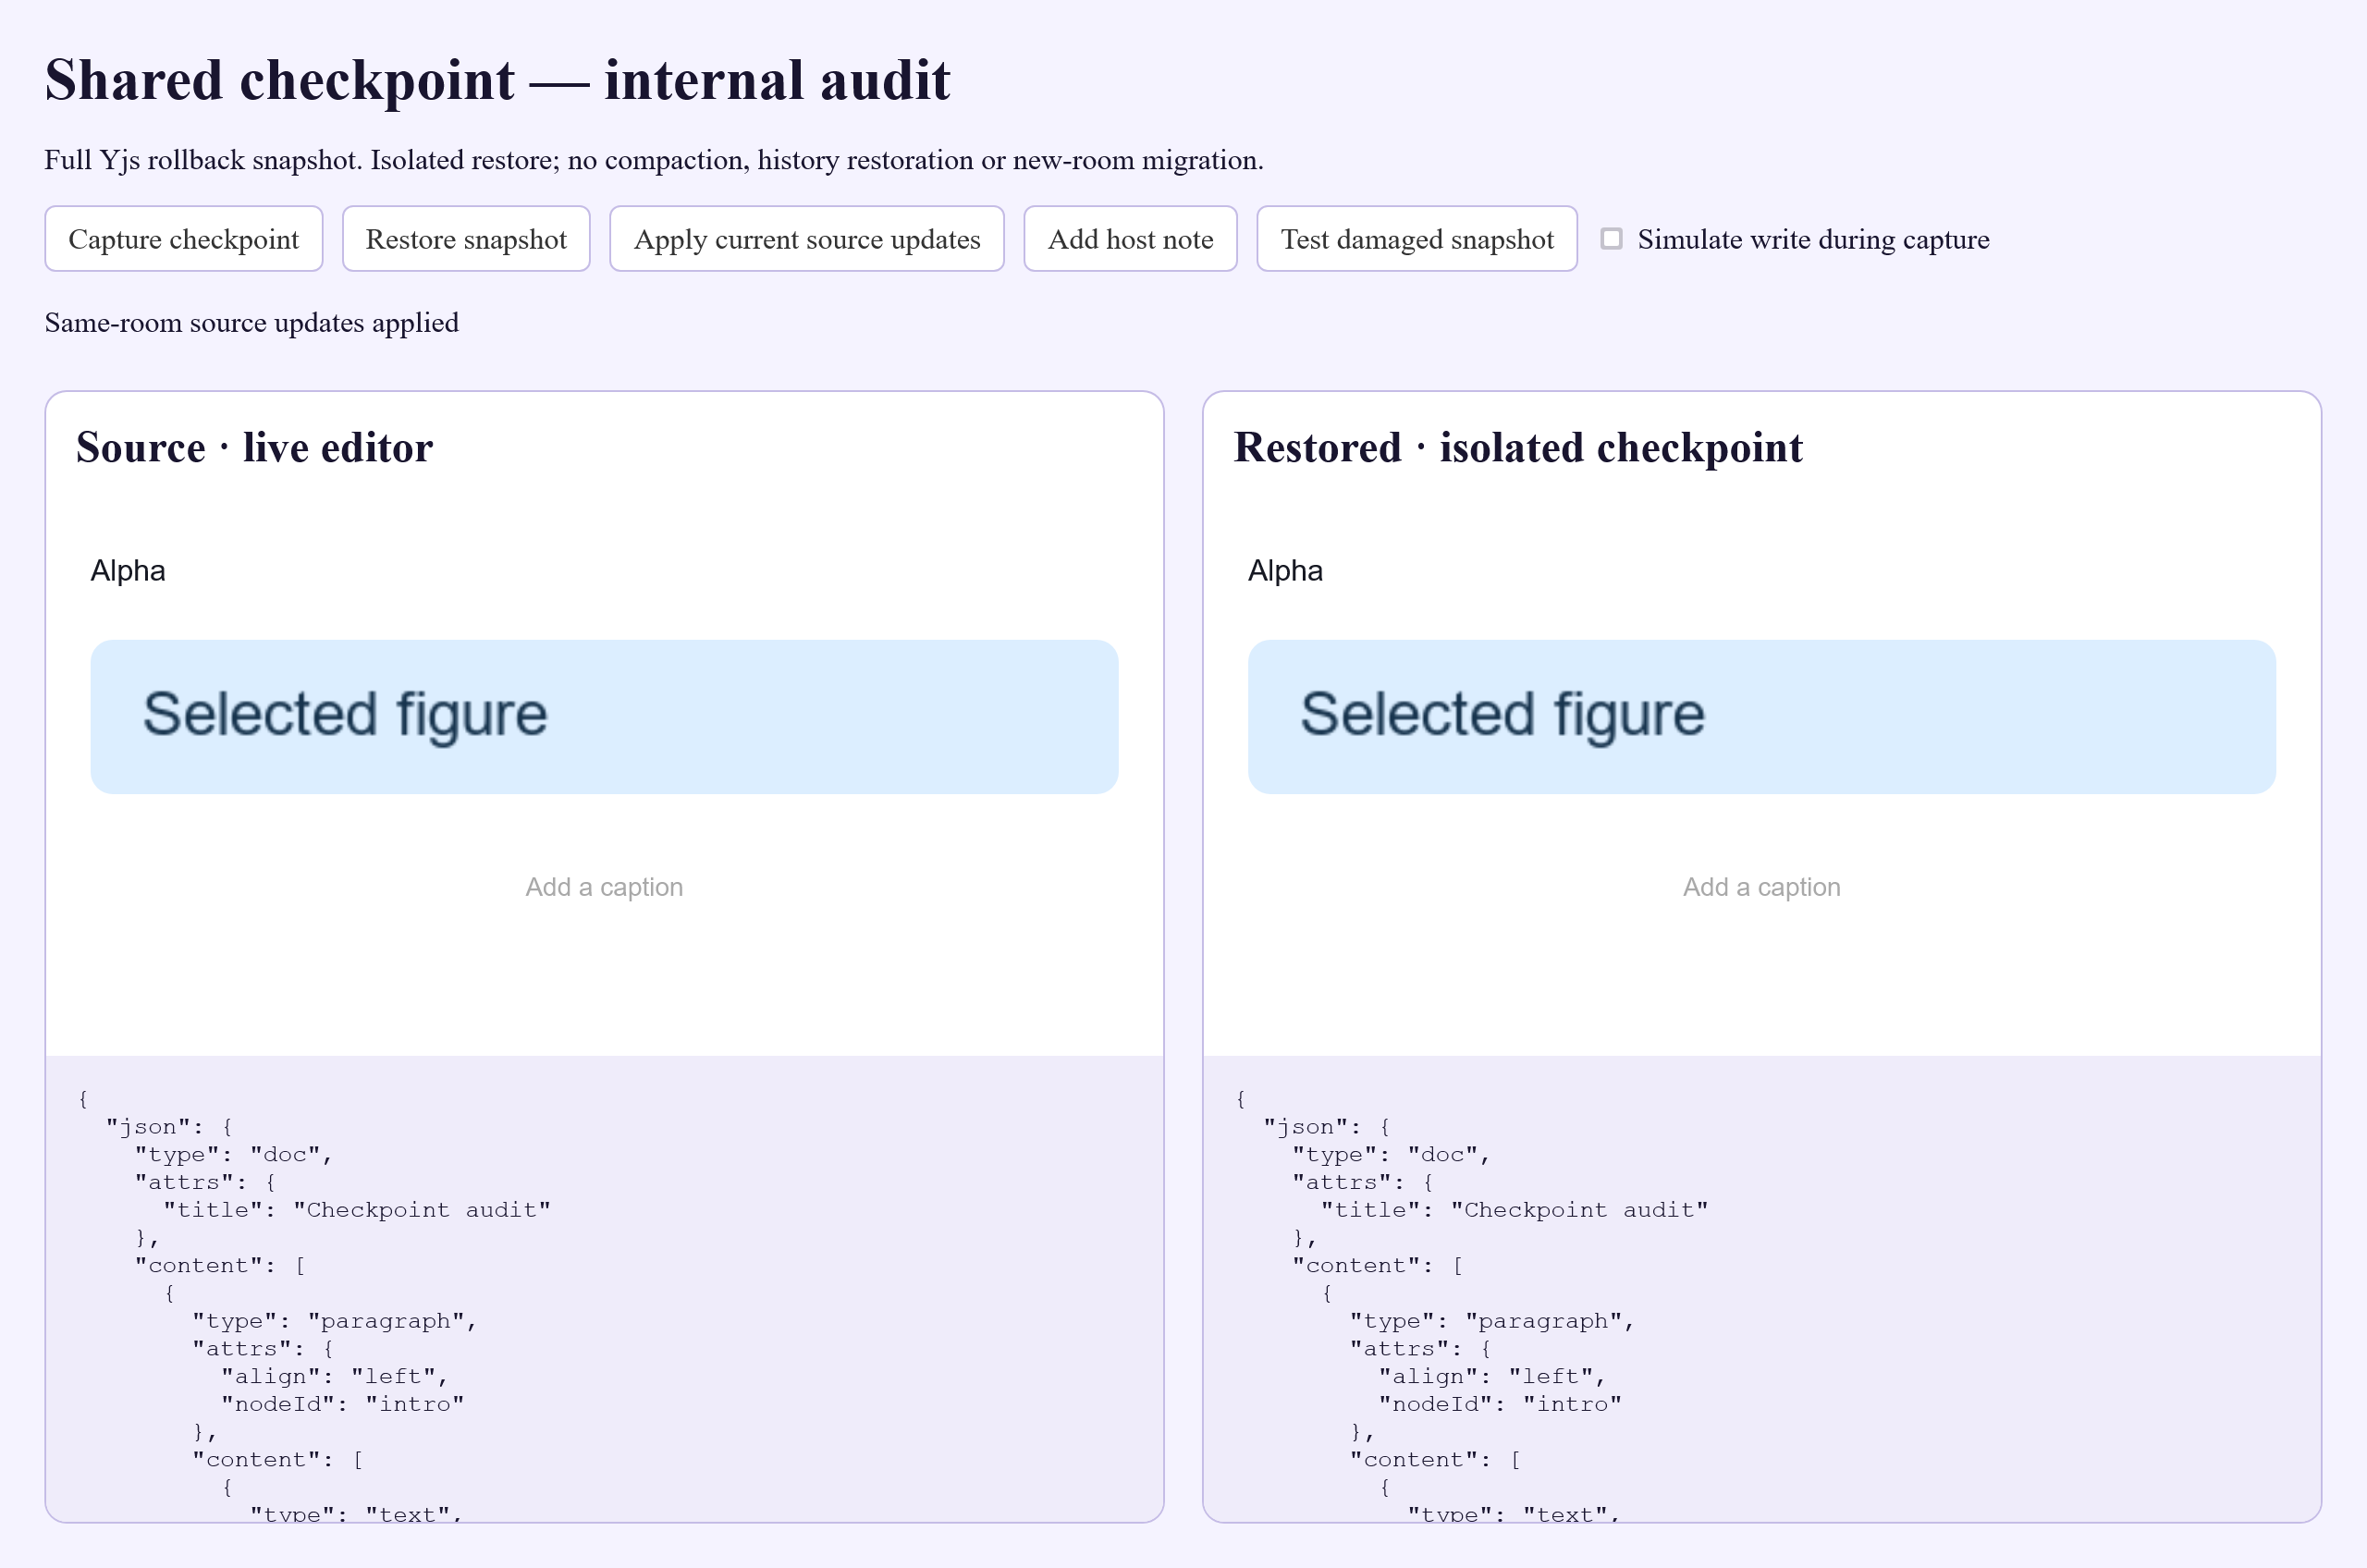 Shared checkpoint — internal audit
Full Yjs rollback snapshot. Isolated restore; no compaction, history restoration or new-room migration.
Capture checkpoint
Restore snapshot
Apply current source updates
Add host note
Test damaged snapshot
Simulate write during capture
Same-room source updates applied
Source · live editor
Alpha
Selected figure
Add a caption
{
  "json": {
    "type": "doc",
    "attrs": {
      "title": "Checkpoint audit"
    },
    "content": [
      {
        "type": "paragraph",
        "attrs": {
          "align": "left",
          "nodeId": "intro"
        },
        "content": [
          {
            "type": "text",
Restored · isolated checkpoint
Alpha
Selected figure
Add a caption
{
  "json": {
    "type": "doc",
    "attrs": {
      "title": "Checkpoint audit"
    },
    "content": [
      {
        "type": "paragraph",
        "attrs": {
          "align": "left",
          "nodeId": "intro"
        },
        "content": [
          {
            "type": "text",